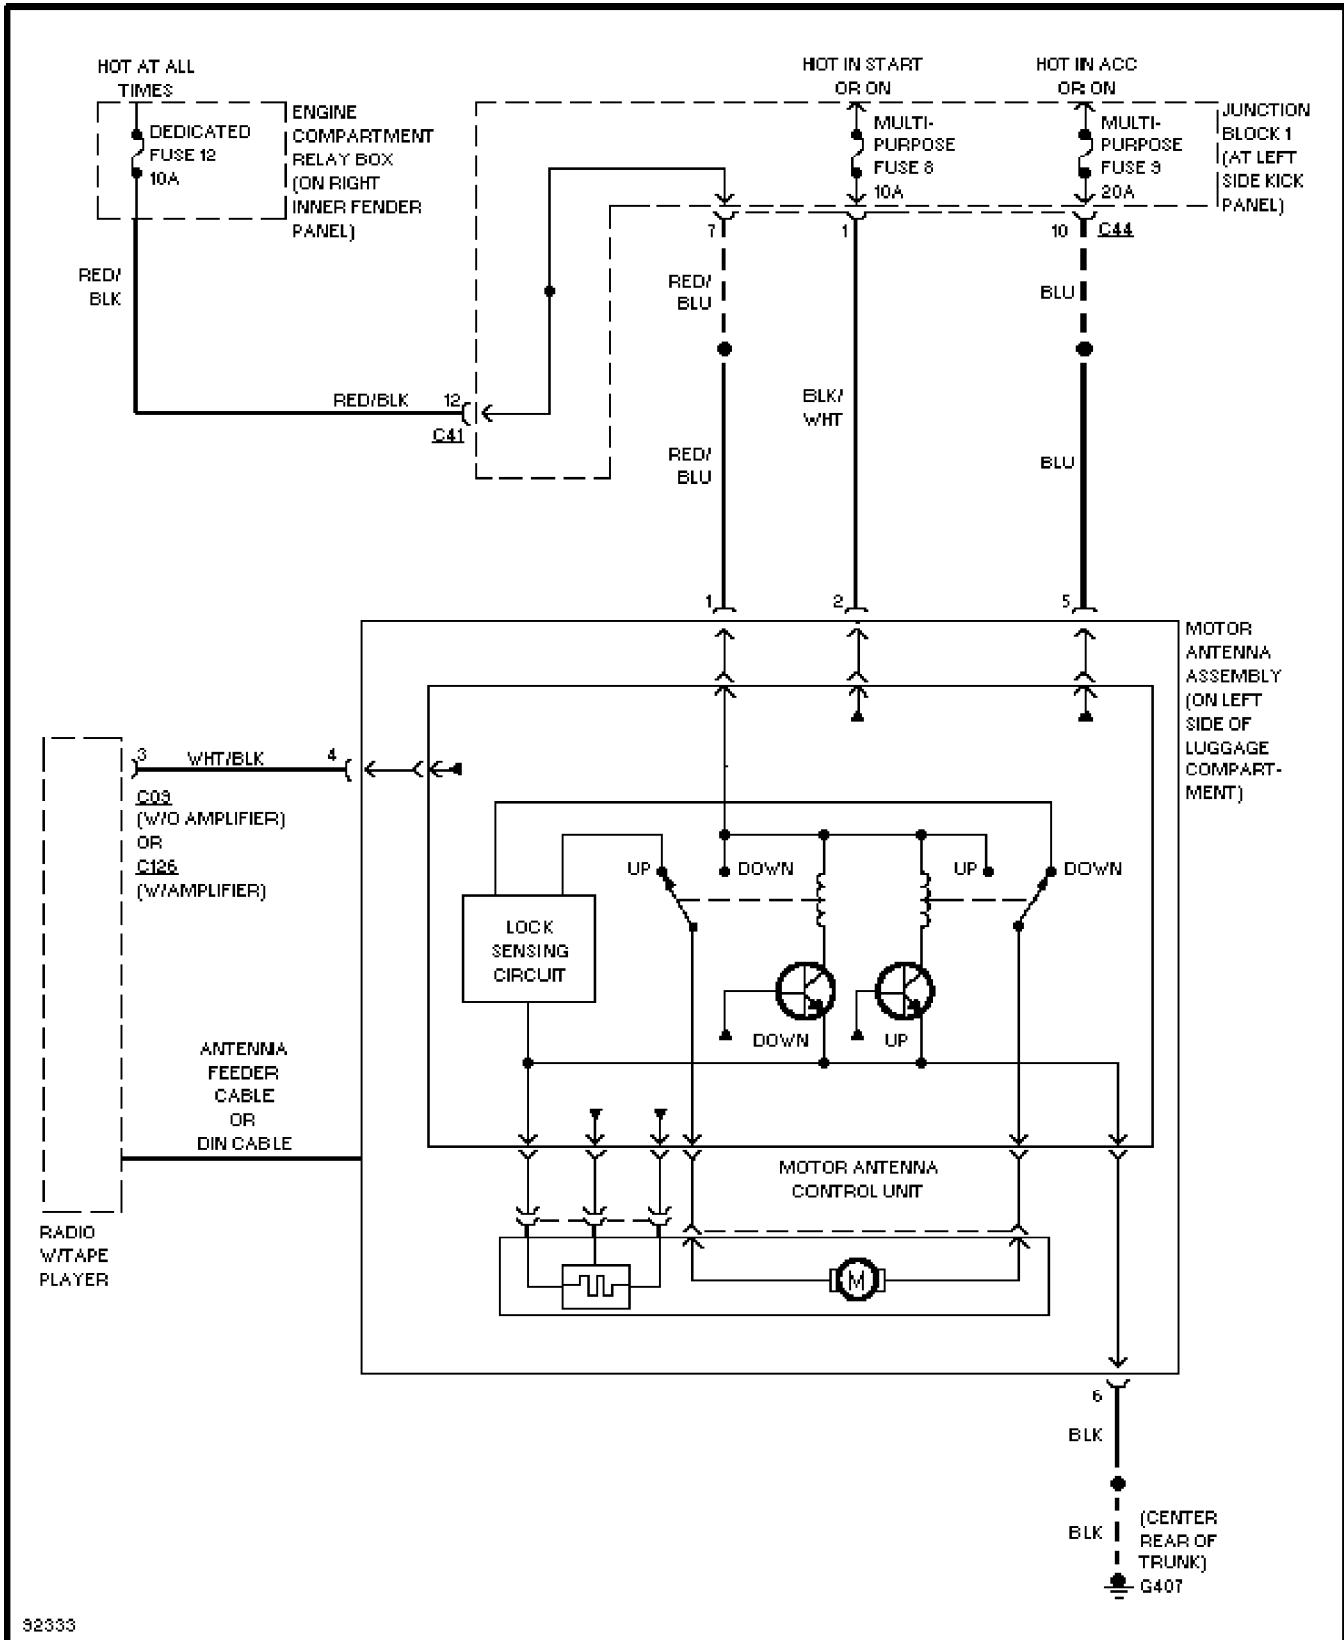 HOT AT ALL
TIMES
DEDICATED
FUSE 12
10A
ENGINE
COMPARTMENT
RELAY BOX
(ON RIGHT
INNER FENDER
PANEL)
HOT IN START
OR ON
MULTI-
PURPOSE
FUSE 8
10A
HOT IN ACC
OR ON
MULTI-
PURPOSE
FUSE 9
20A
JUNCTION
BLOCK 1
(AT LEFT
SIDE KICK
PANEL)
7
1
10
C44
RED/
BLK
RED/
BLU
BLU
RED/BLK
12
C41
BLK/
WHT
RED/
BLU
BLU
1
2
5
MOTOR
ANTENNA
ASSEMBLY
(ON LEFT
SIDE OF
LUGGAGE
COMPART-
MENT)
3
WHT/BLK
4
C09
(W/O AMPLIFIER)
OR
C126
(W/AMPLIFIER)
UP
DOWN
UP
DOWN
LOCK
SENSING
CIRCUIT
DOWN
UP
ANTENNA
FEEDER
CABLE
OR
DIN CABLE
MOTOR ANTENNA
CONTROL UNIT
RADIO
W/TAPE
PLAYER
M
6
BLK
BLK
(CENTER
REAR OF
TRUNK)
G407
92333